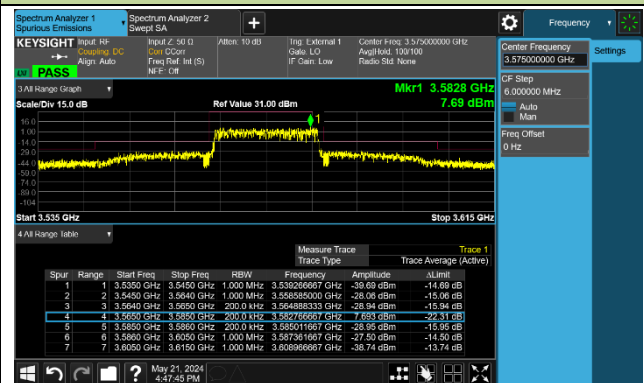 Spectrum Analyzer 1
Spurious Emissions
Spectrum Analyzer 2
Swept SA
Frequency
KEYSIGHT
Input: RF
Coupling: DC
Align: Auto
Input Z: 50 Ω
Corr CCorr
Freq Ref: Int (S)
NFE: Off
Atten: 10 dB
Trig: External 1
Gate: LO
IF Gain: Low
Center Freq: 3.575000000 GHz
Avg|Hold: 100/100
Radio Std: None
LXI PASS
Center Frequency
3.575000000 GHz
Settings
CF Step
6.000000 MHz
Auto
Man
Freq Offset
0 Hz
3 All Range Graph
Mkr1 3.5828 GHz
Scale/Div 15.0 dB
Ref Value 31.00 dBm
7.69 dBm
1
16.0
1.00
-14.0
-29.0
-44.0
-59.0
-74.0
-89.0
-104
Start 3.535 GHz
Stop 3.615 GHz
4 All Range Table
Measure Trace Trace 1
Trace Type Trace Average (Active)
Spur Range Start Freq Stop Freq RBW Frequency Amplitude ΔLimit
1 1 3.5350 GHz 3.5450 GHz 1.000 MHz 3.539266667 GHz -39.69 dBm -14.69 dB
2 2 3.5450 GHz 3.5640 GHz 1.000 MHz 3.558585000 GHz -28.06 dBm -15.06 dB
3 3 3.5640 GHz 3.5650 GHz 200.0 kHz 3.564888333 GHz -28.94 dBm -15.94 dB
4 4 3.5650 GHz 3.5850 GHz 200.0 kHz 3.582766667 GHz 7.693 dBm -22.31 dB
5 5 3.5850 GHz 3.5860 GHz 200.0 kHz 3.585011667 GHz -28.95 dBm -15.95 dB
6 6 3.5860 GHz 3.6050 GHz 1.000 MHz 3.587361667 GHz -27.50 dBm -14.50 dB
7 7 3.6050 GHz 3.6150 GHz 1.000 MHz 3.608966667 GHz -38.74 dBm -13.74 dB
May 21, 2024
4:47:45 PM